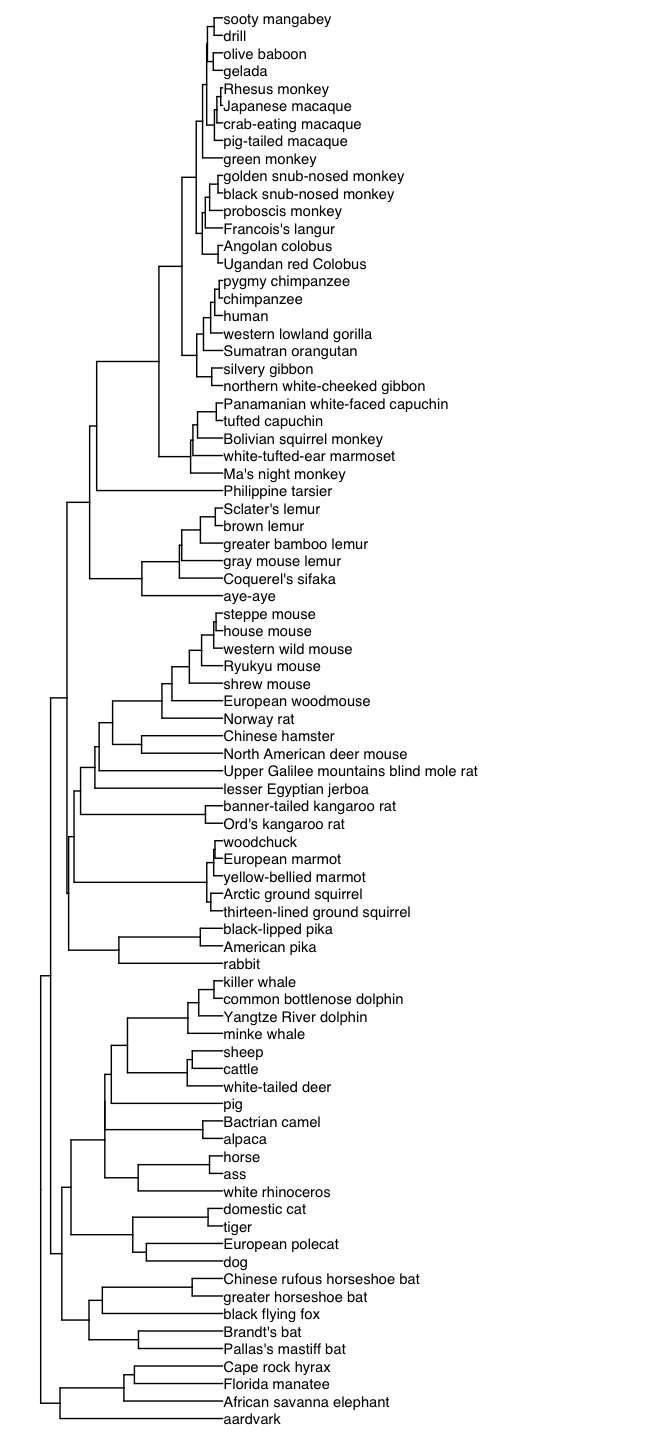 sooty mangabey
drill
olive baboon
gelada
Rhesus monkey
Japanese macaque
crab-eating macaque
pig-tailed macaque
green monkey
golden snub-nosed monkey
black snub-nosed monkey
proboscis monkey
Francois's langur
Angolan colobus
Ugandan red Colobus
pygmy chimpanzee
chimpanzee
human
western lowland gorilla
Sumatran orangutan
silvery gibbon
northern white-cheeked gibbon
Panamanian white-faced capuchin
tufted capuchin
Bolivian squirrel monkey
white-tufted-ear marmoset
Ma's night monkey
Philippine tarsier
Sclater's lemur
brown lemur
greater bamboo lemur
gray mouse lemur
Coquerel's sifaka
aye-aye
steppe mouse
house mouse
western wild mouse
Ryukyu mouse
shrew mouse
European woodmouse
Norway rat
Chinese hamster
North American deer mouse
Upper Galilee mountains blind mole rat
lesser Egyptian jerboa
banner-tailed kangaroo rat
Ord's kangaroo rat
woodchuck
European marmot
yellow-bellied marmot
Arctic ground squirrel
thirteen-lined ground squirrel
black-lipped pika
American pika
rabbit
killer whale
common bottlenose dolphin
Yangtze River dolphin
minke whale
sheep
cattle
white-tailed deer
pig
Bactrian camel
alpaca
horse
ass
white rhinoceros
domestic cat
tiger
European polecat
dog
Chinese rufous horseshoe bat
greater horseshoe bat
black flying fox
Brandt's bat
Pallas's mastiff bat
Cape rock hyrax
Florida manatee
African savanna elephant
aardvark